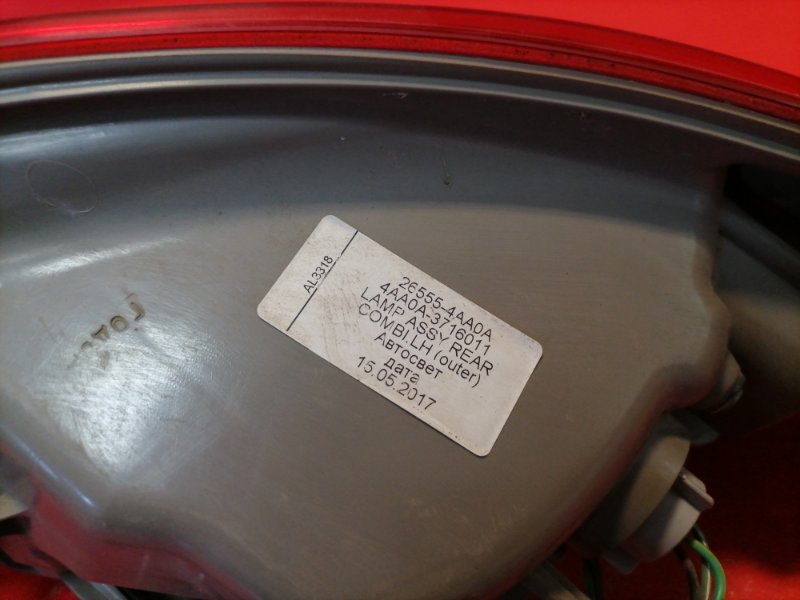 AL3318
26555-4AA0A
4AA0A-3716011
LAMP ASSY REAR
COMBI.LH (outer)
Автосвет
дата
15.05.2017